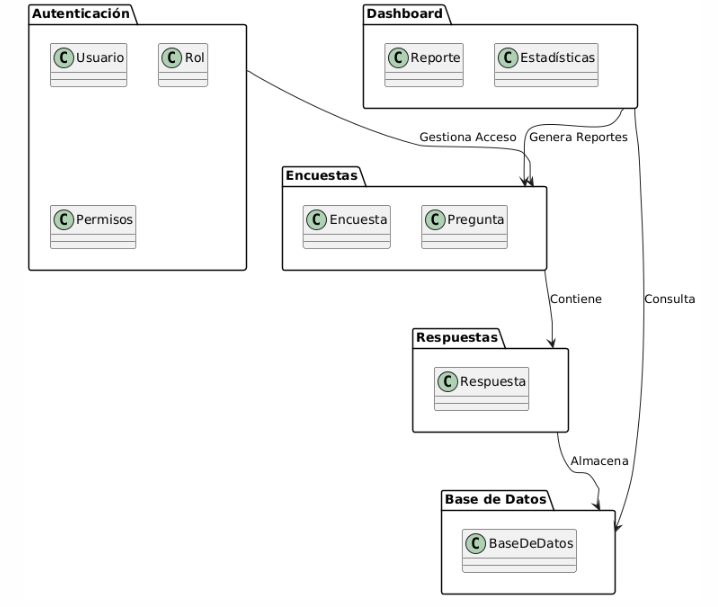 Autenticación
C Usuario
C Rol
C Permisos
Dashboard
C Reporte
C Estadísticas
Gestiona Acceso
Genera Reportes
Encuestas
C Encuesta
C Pregunta
Contiene
Consulta
Respuestas
C Respuesta
Almacena
Base de Datos
C BaseDeDatos